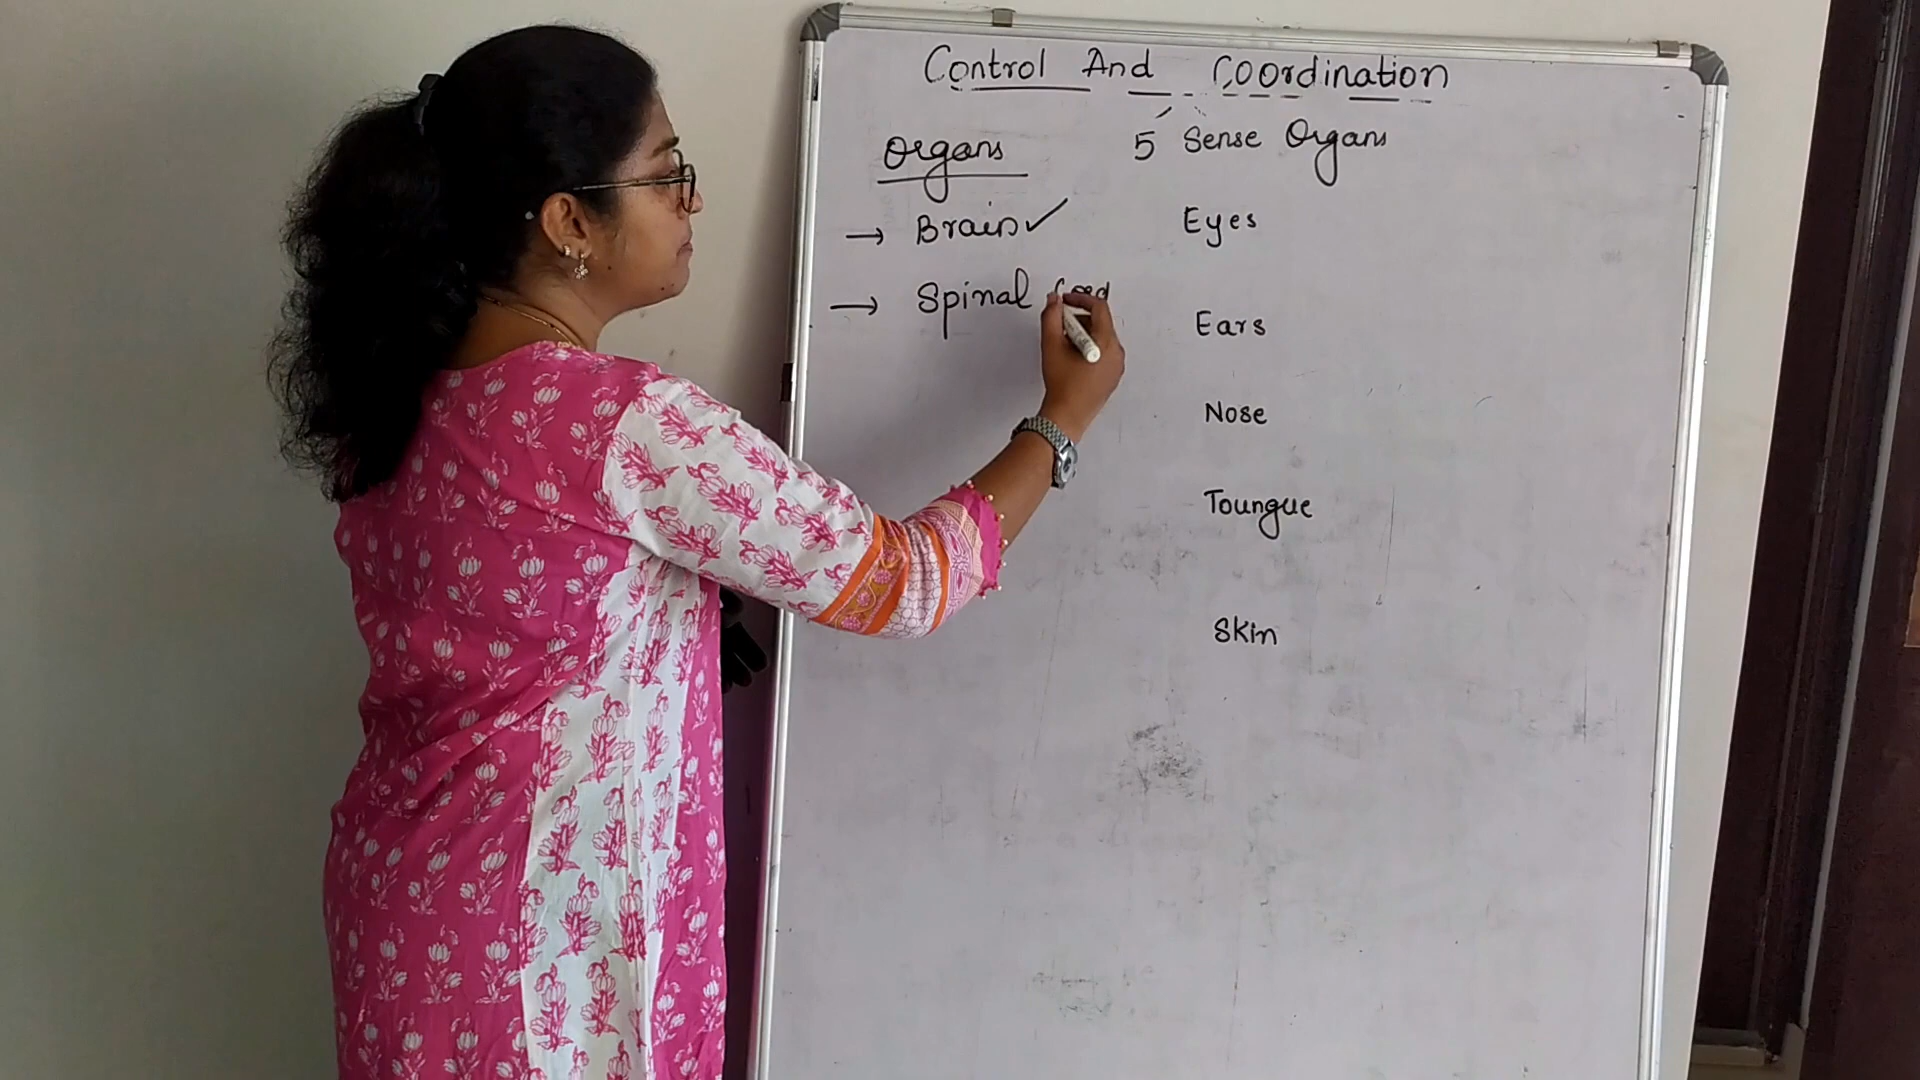 Control And Coordination
Organs
→ Brain✓
→ Spinal Cord
5 Sense Organs
Eyes
Ears
Nose
Toungue
Skin